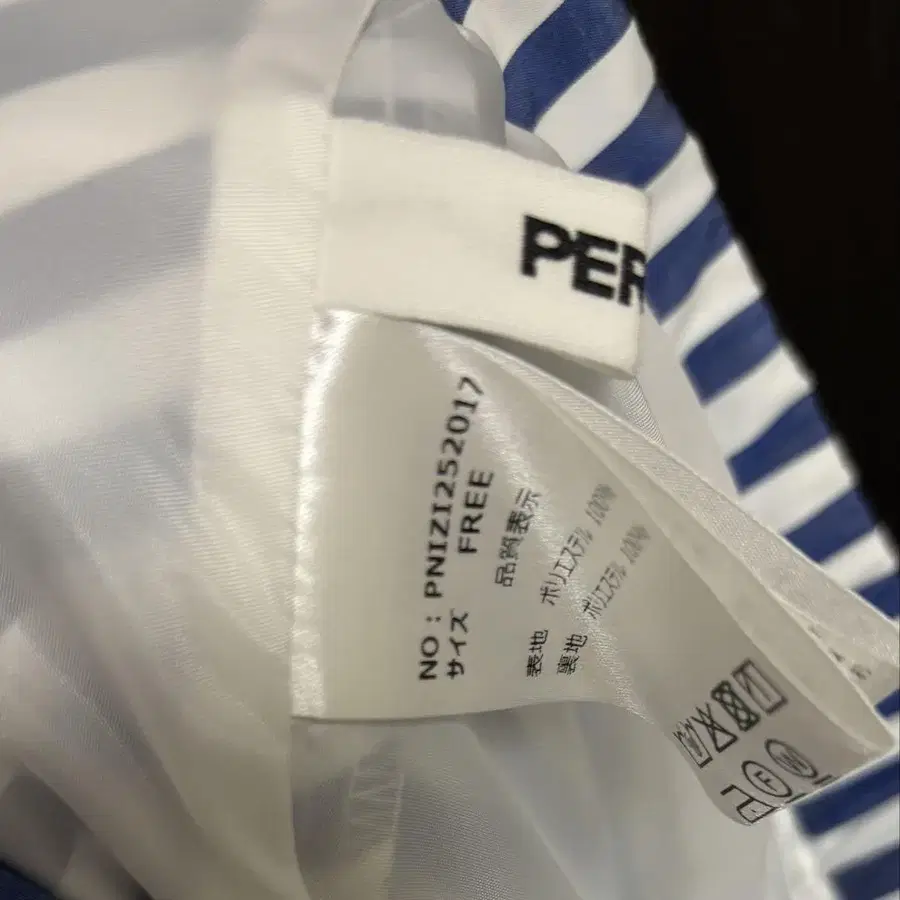 PER
NO：PNIZI252017
サイズ FREE
品質表示
表地 ポリエステル 100%
裏地 ポリエステル 100%
F W